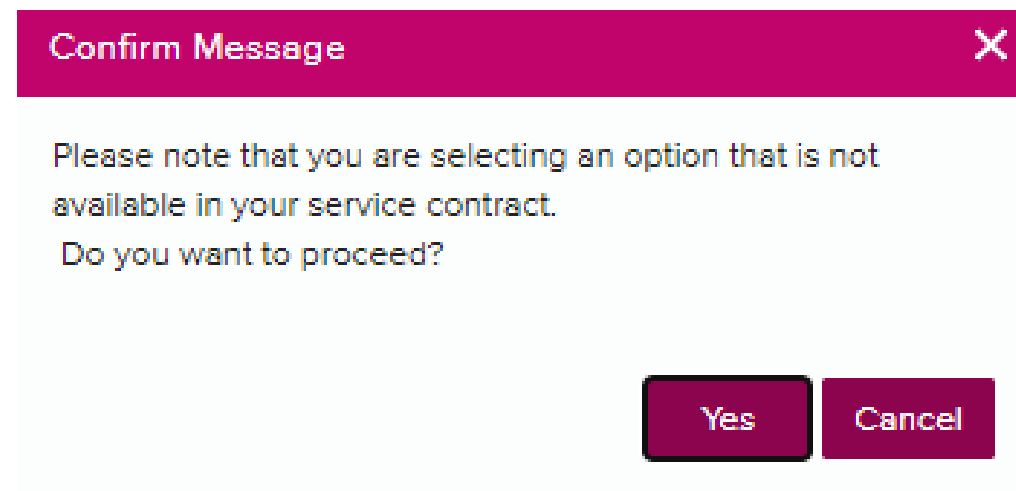 Confirm Message
Please note that you are selecting an option that is not
available in your service contract.
Do you want to proceed?
Yes Cancel